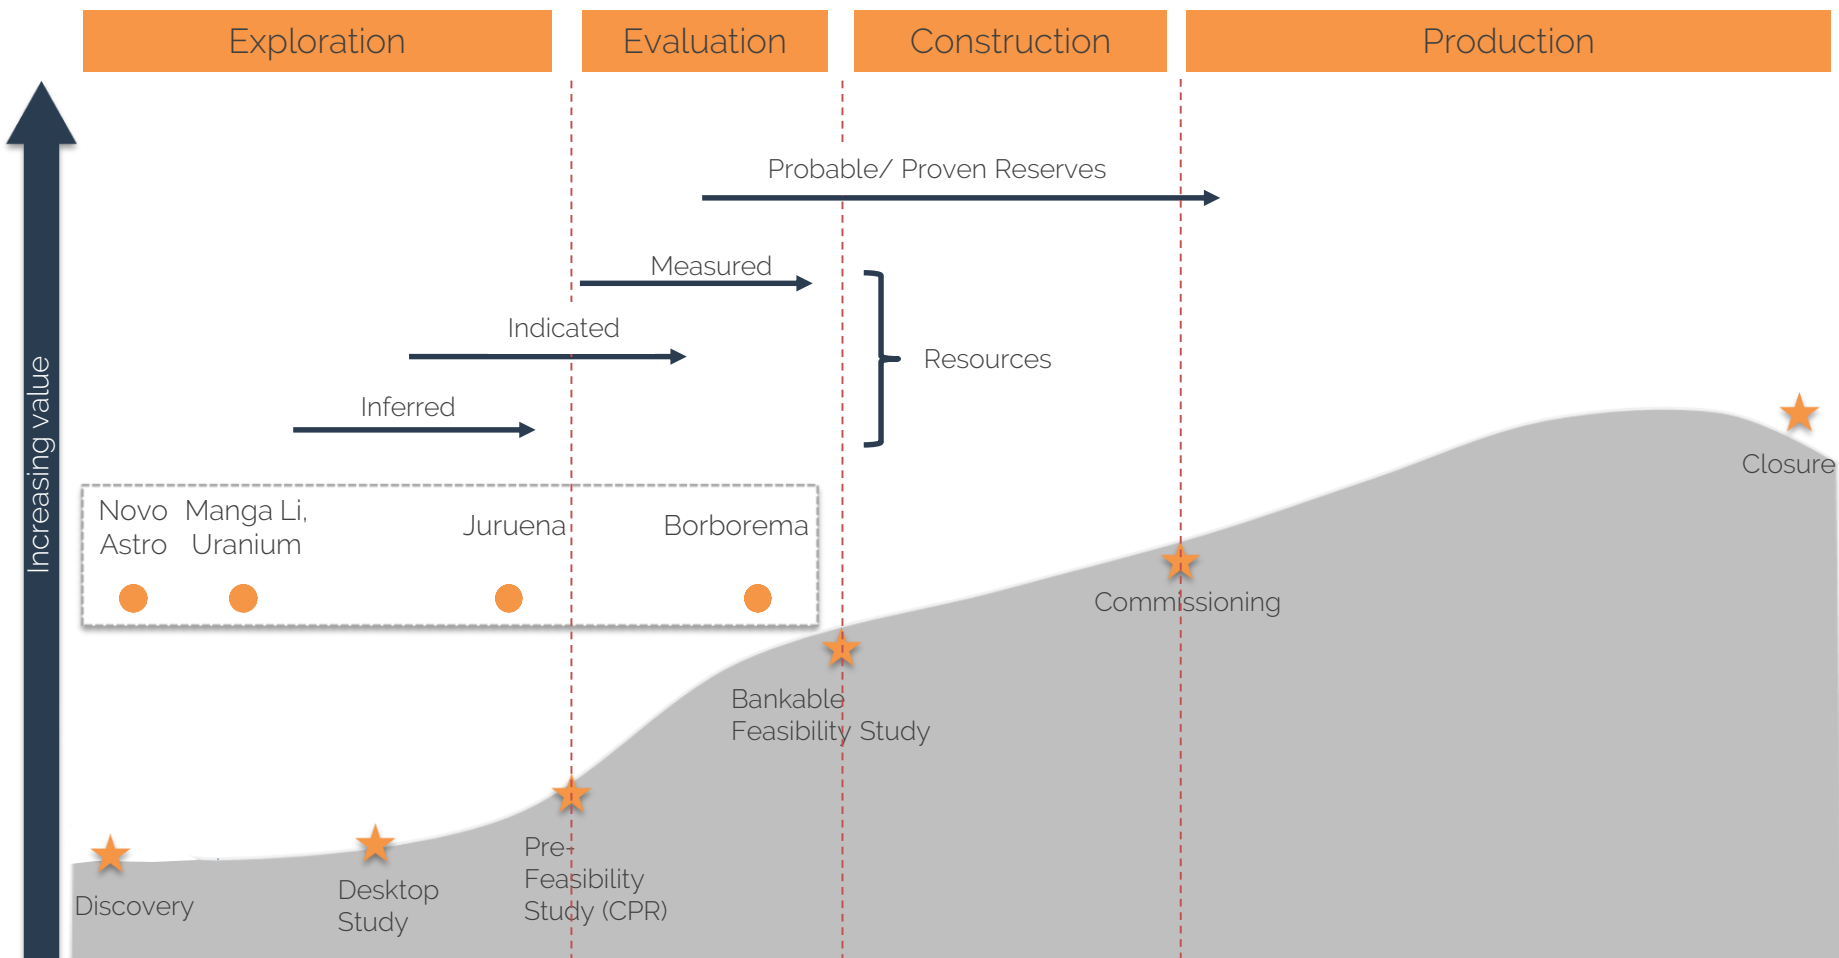 Exploration
Evaluation
Construction
Production
Increasing value
Probable/ Proven Reserves
Measured
Indicated
Resources
Inferred
Novo
Astro
Manga Li,
Uranium
Juruena
Borborema
Closure
Commissioning
Bankable
Feasibility Study
Pre-
Feasibility
Study (CPR)
Desktop
Study
Discovery